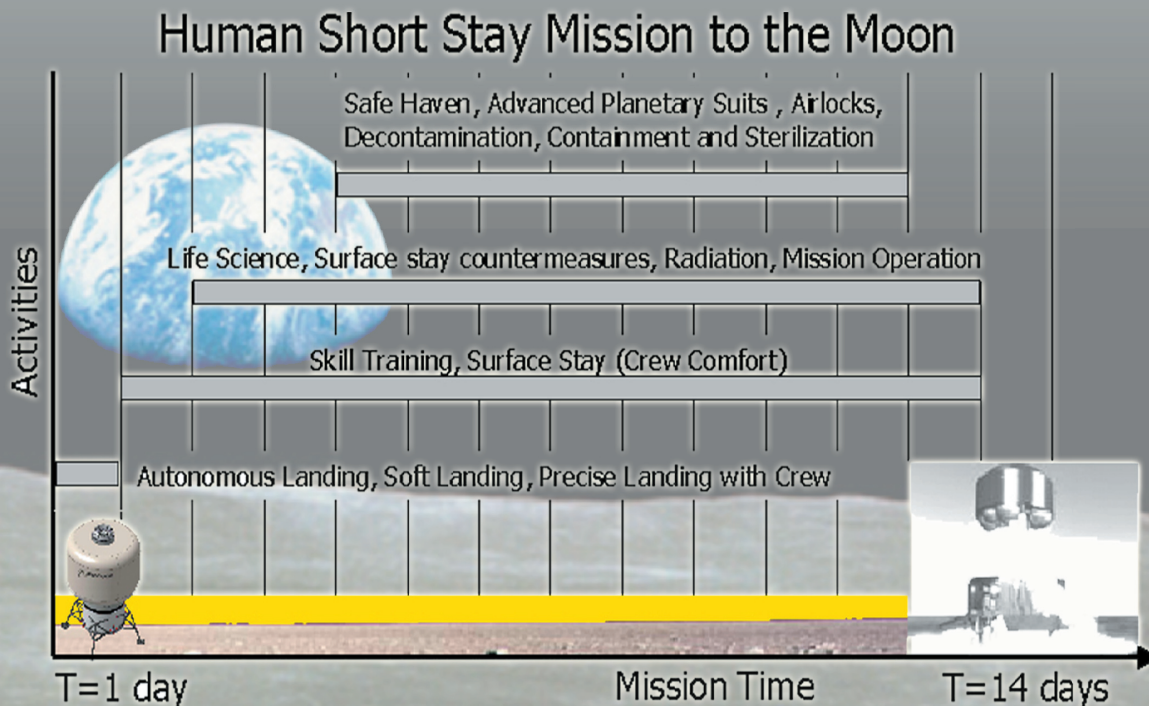 Human Short Stay Mission to the Moon
Safe Haven, Advanced Planetary Suits , Airlocks,
Decontamination, Containment and Sterilization
Life Science, Surface stay countermeasures, Radiation, Mission Operation
Skill Training, Surface Stay (Crew Comfort)
Autonomous Landing, Soft Landing, Precise Landing with Crew
Activities
T=1 day
Mission Time
T=14 days